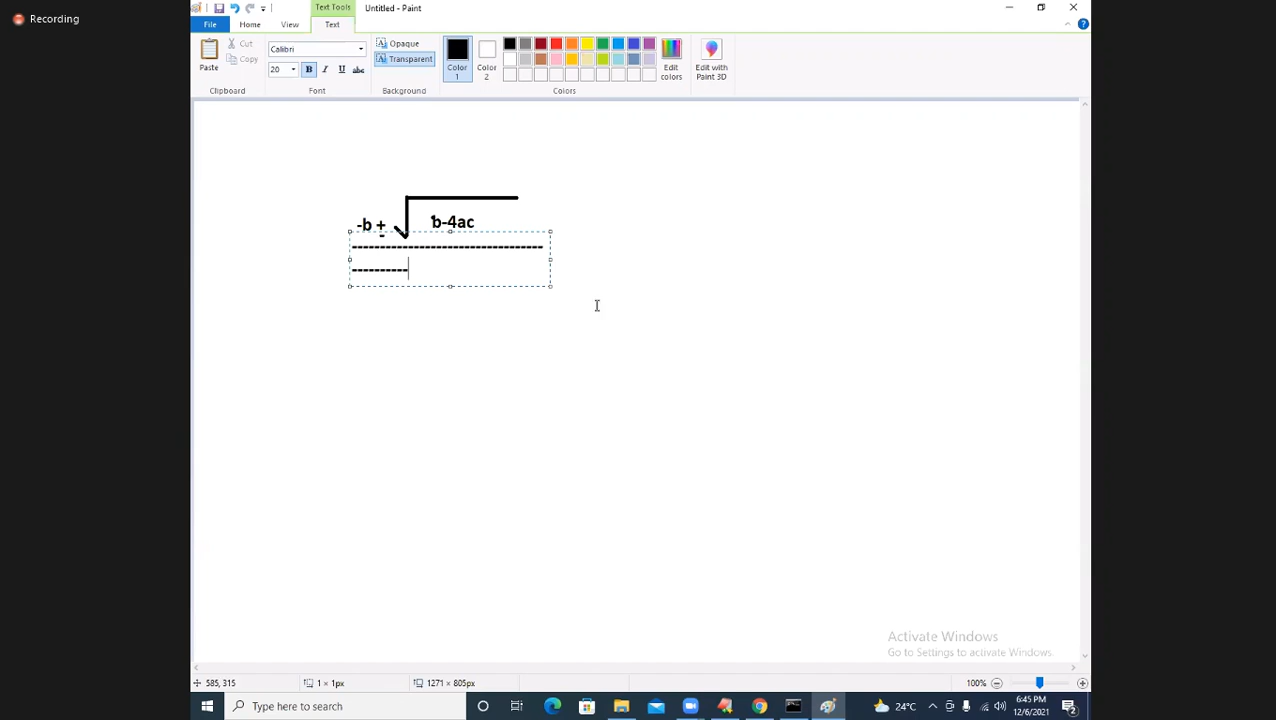 Recording
Text Tools
Untitled - Paint
File
Home
View
Text
Paste
Cut
Copy
Clipboard
Calibri
20
B I U abc
Font
Opaque
Transparent
Background
Color 1
Color 2
Edit colors
Colors
Edit with Paint 3D
-b ± b-4ac
----------------------------------
----------
Activate Windows
Go to Settings to activate Windows.
585, 315
1 × 1px
1271 × 805px
100%
Type here to search
24°C
6:45 PM
12/6/2021
2